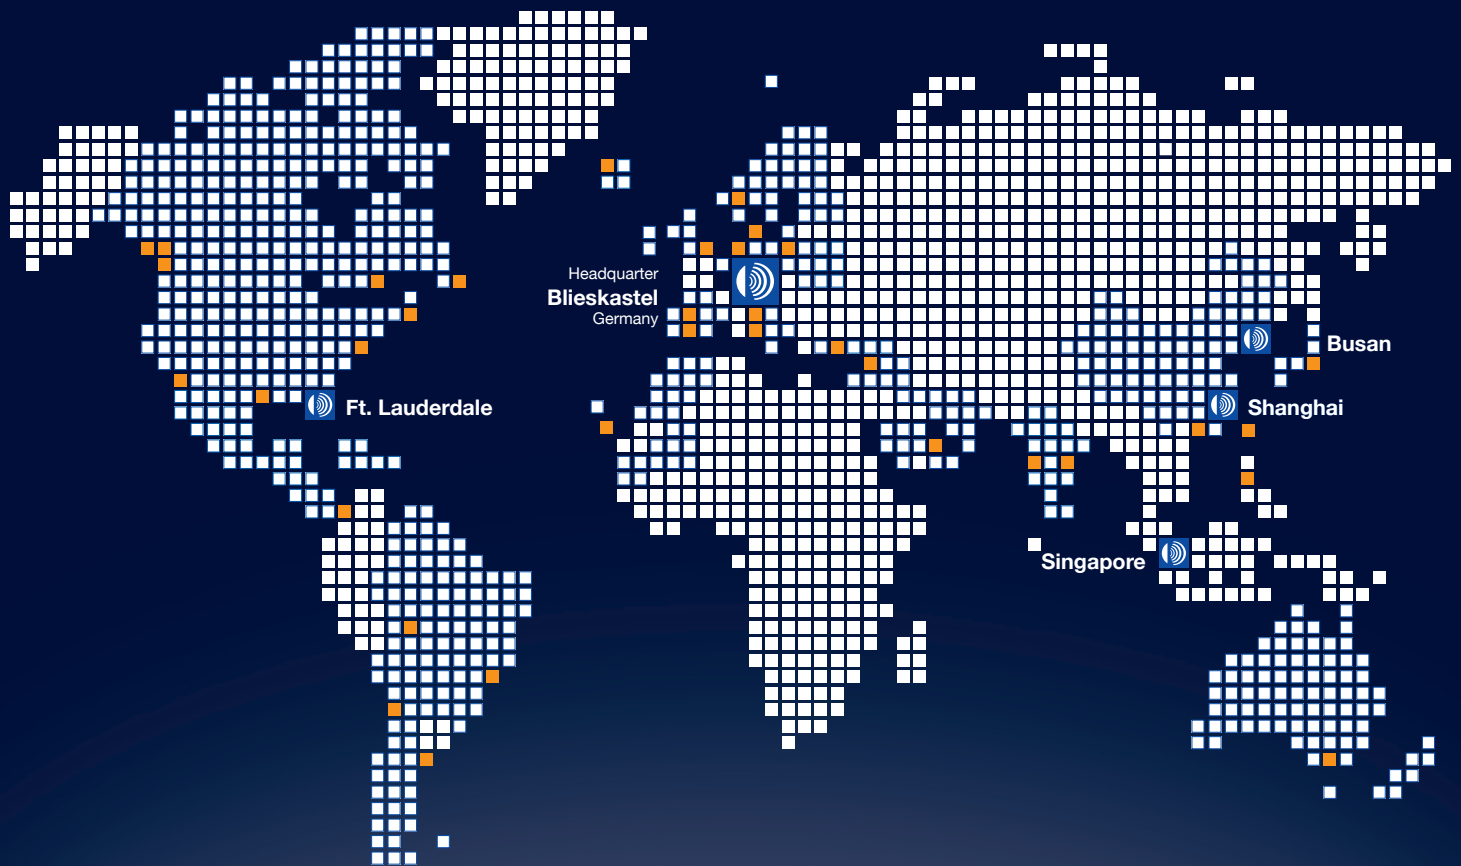 Headquarter
Blieskastel
Germany
Busan
Ft. Lauderdale
Shanghai
Singapore